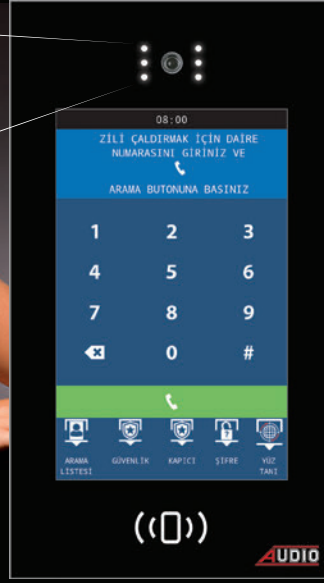 08:00
ZİLİ ÇALDIRMAK İÇİN DAİRE
NUMARASINI GİRİNİZ VE
ARAMA BUTONUNA BASINIZ
1 2 3
4 5 6
7 8 9
0 #
ARAMA LİSTESİ
GÜVENLİK
KAPICI
ŞİFRE
YÜZ TANI
AUDIO